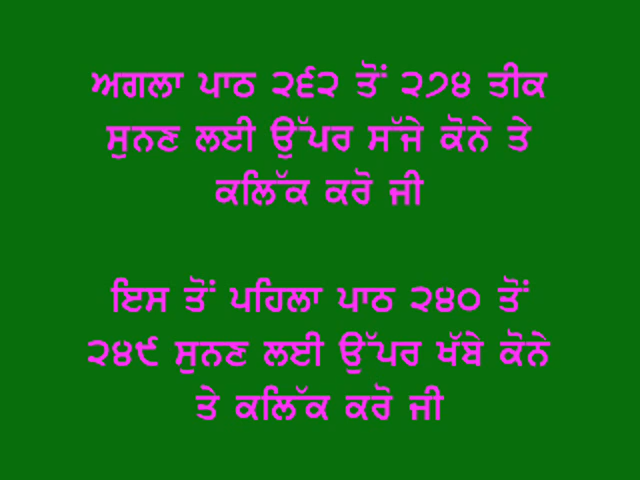 ਅਗਲਾ ਪਾਠ ੨੬੨ ਤੋਂ ੨੭੪ ਤੀਕ
ਸੁਨਣ ਲਈ ਉੱਪਰ ਸੱਜੇ ਕੋਨੇ ਤੇ
ਕਲਿੱਕ ਕਰੋ ਜੀ
ਇਸ ਤੋਂ ਪਹਿਲਾ ਪਾਠ ੨੪੦ ਤੋਂ
੨੪੯ ਸੁਨਣ ਲਈ ਉੱਪਰ ਖੱਬੇ ਕੋਨੇ
ਤੇ ਕਲਿੱਕ ਕਰੋ ਜੀ